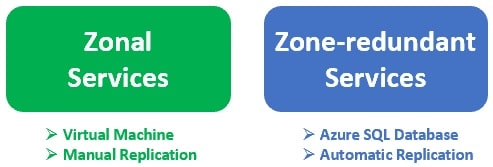 Zonal
Services
➢ Virtual Machine
➢ Manual Replication
Zone-redundant
Services
➢ Azure SQL Database
➢ Automatic Replication